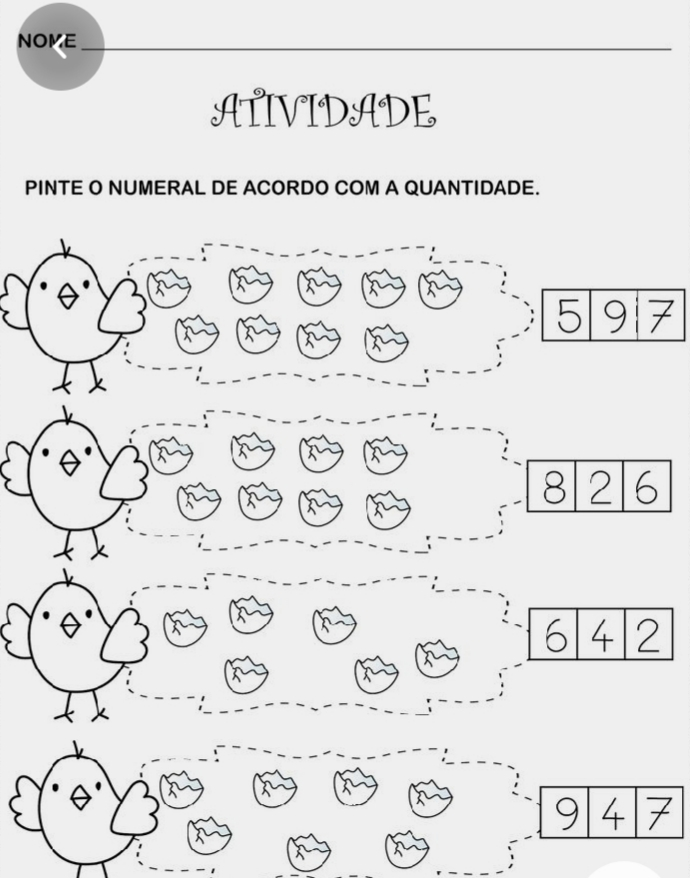 NOME
ATIVIDADE
PINTE O NUMERAL DE ACORDO COM A QUANTIDADE.
5 9 7
8 2 6
6 4 2
9 4 7